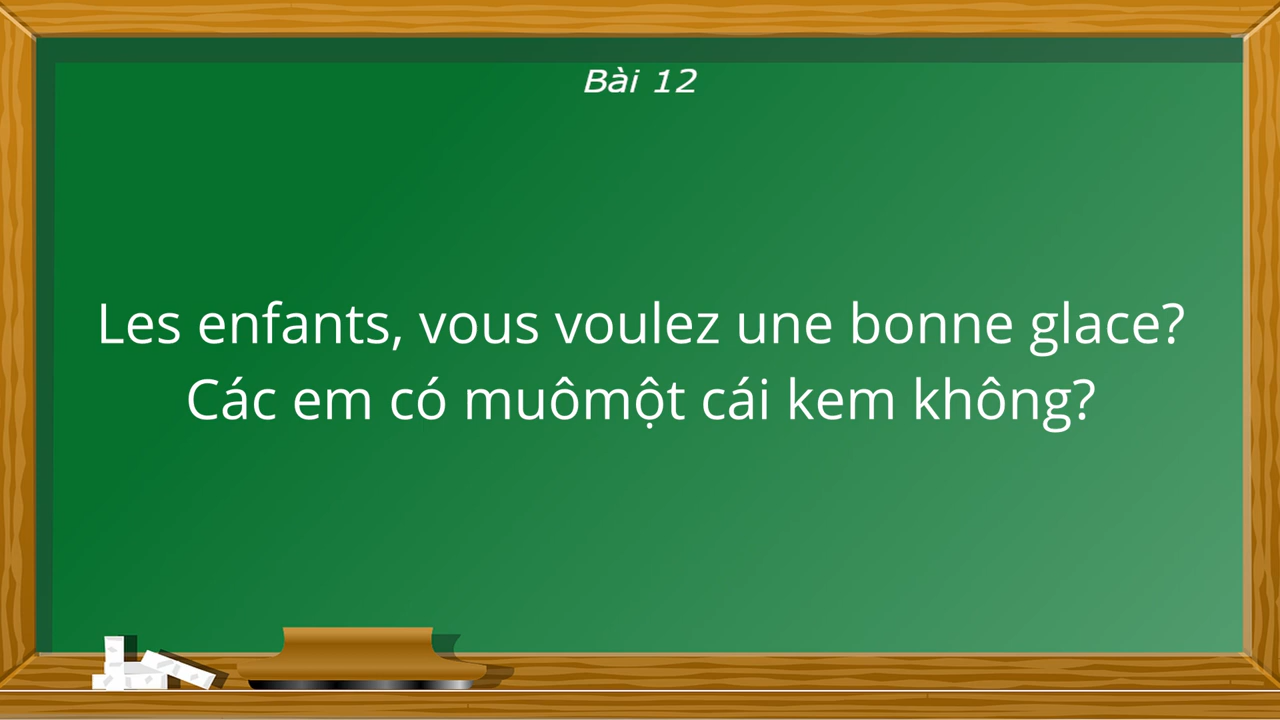 Bài 12
Les enfants, vous voulez une bonne glace?
Các em có muômột cái kem không?